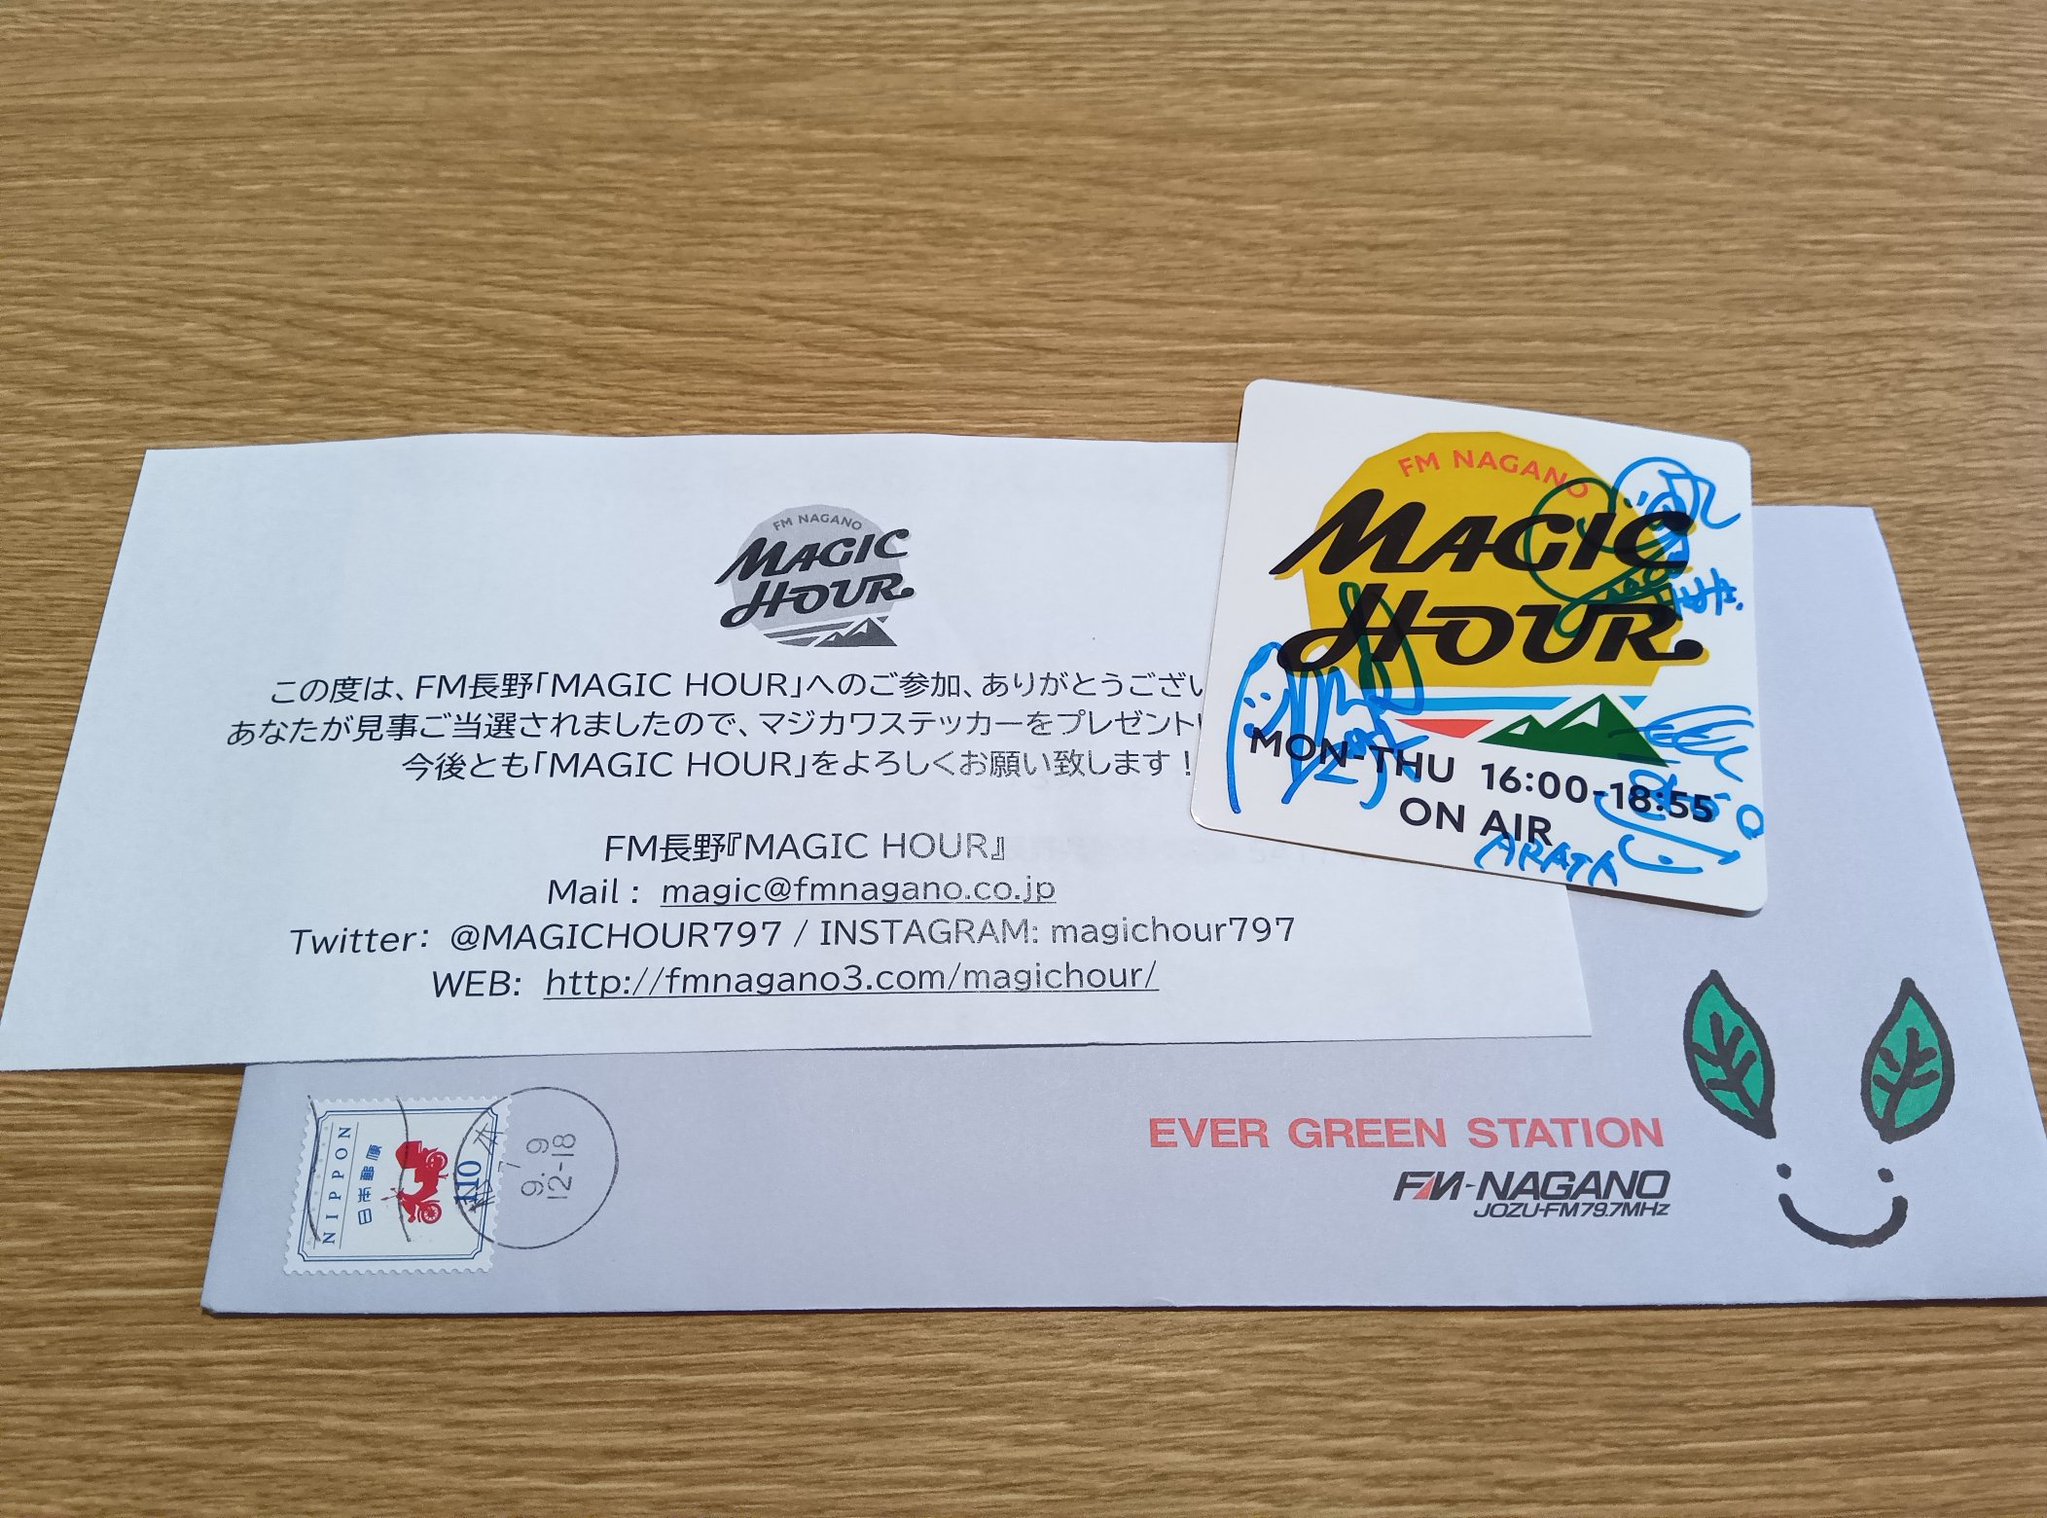 FM NAGANO
MAGIC
HOUR
この度は、FM長野「MAGIC HOUR」へのご参加、ありがとうござい
あなたが見事ご当選されましたので、マジカワステッカーをプレゼント
今後とも「MAGIC HOUR」をよろしくお願い致します！
FM長野『MAGIC HOUR』
Mail： magic@fmnagano.co.jp
Twitter： @MAGICHOUR797 / INSTAGRAM: magichour797
WEB: http://fmnagano3.com/magichour/
FM NAGANO
MAGIC
HOUR
MON-THU 16:00-18:55
ON AIR
ARATA
EVER GREEN STATION
FM-NAGANO
JOZU-FM79.7MHz
NIPPON
日本郵便
110
7
9. 9
12-18